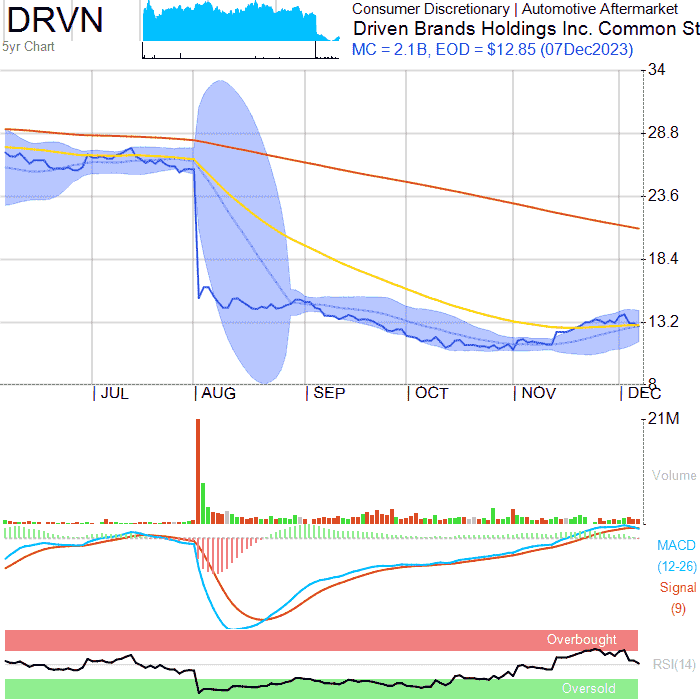 DRVN
5yr Chart
Consumer Discretionary | Automotive Aftermarket
Driven Brands Holdings Inc. Common St
MC = 2.1B, EOD = $12.85 (07Dec2023)
34
28.8
23.6
18.4
13.2
8
JUL AUG SEP OCT NOV DEC
21M
Volume
MACD
(12-26)
Signal
(9)
Overbought
RSI(14)
Oversold